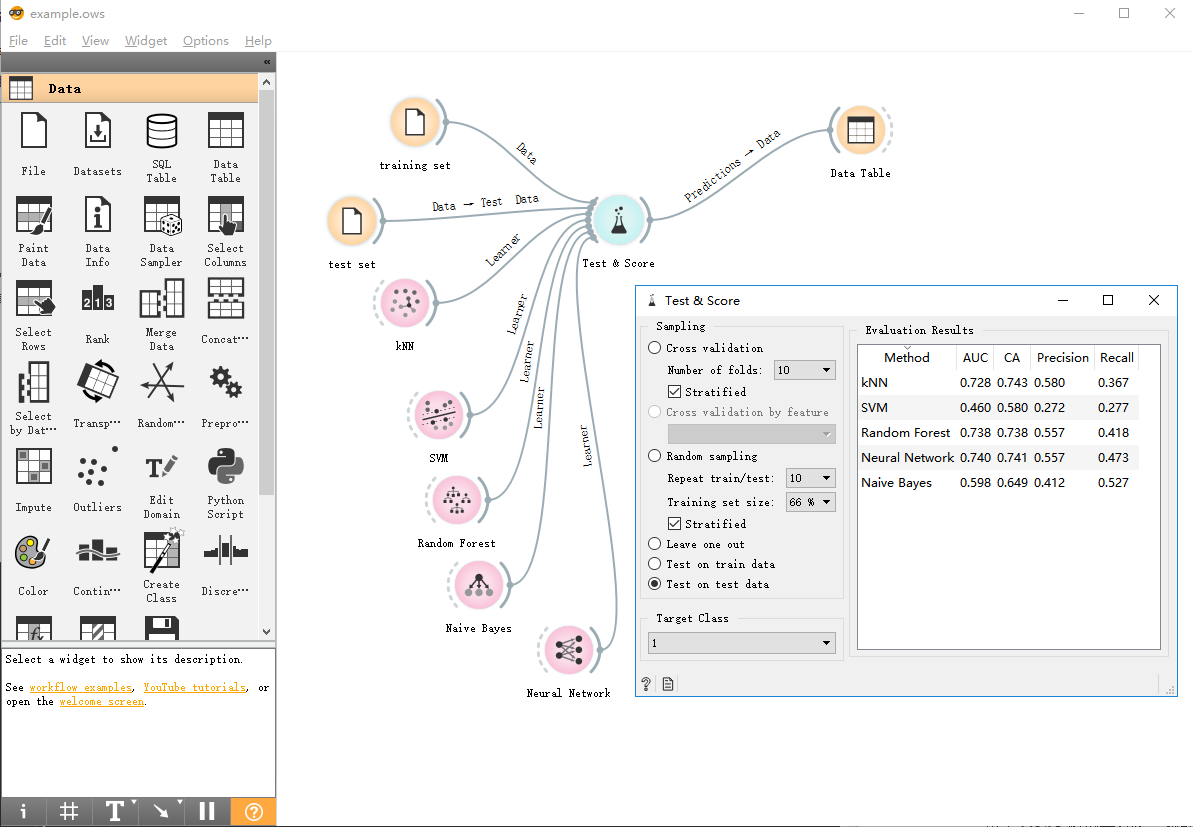 example.ows
File Edit View Widget Options Help
«
Data
File
Datasets
SQL
Table
Data
Table
Paint
Data
Data
Info
Data
Sampler
Select
Columns
Select
Rows
2 1 3
Rank
Merge
Data
Concat···
Select
by Dat···
Transp···
Random···
Prepro···
Impute
Outliers
Edit
Domain
Python
Script
Color
Contin···
Create
Class
Discre···
Select a widget to show its description.
See workflow examples, YouTube tutorials, or
open the welcome screen.
training set
test set
kNN
SVM
Random Forest
Naive Bayes
Neural Network
Data
Data → Test Data
Learner
Learner
Learner
Learner
Learner
Test & Score
Predictions → Data
Data Table
Test & Score
Sampling
Cross validation
Number of folds: 10
Stratified
Cross validation by feature
Random sampling
Repeat train/test: 10
Training set size: 66 %
Stratified
Leave one out
Test on train data
Test on test data
Target Class
1
Evaluation Results
Method AUC CA Precision Recall
kNN 0.728 0.743 0.580 0.367
SVM 0.460 0.580 0.272 0.277
Random Forest 0.738 0.738 0.557 0.418
Neural Network 0.740 0.741 0.557 0.473
Naive Bayes 0.598 0.649 0.412 0.527